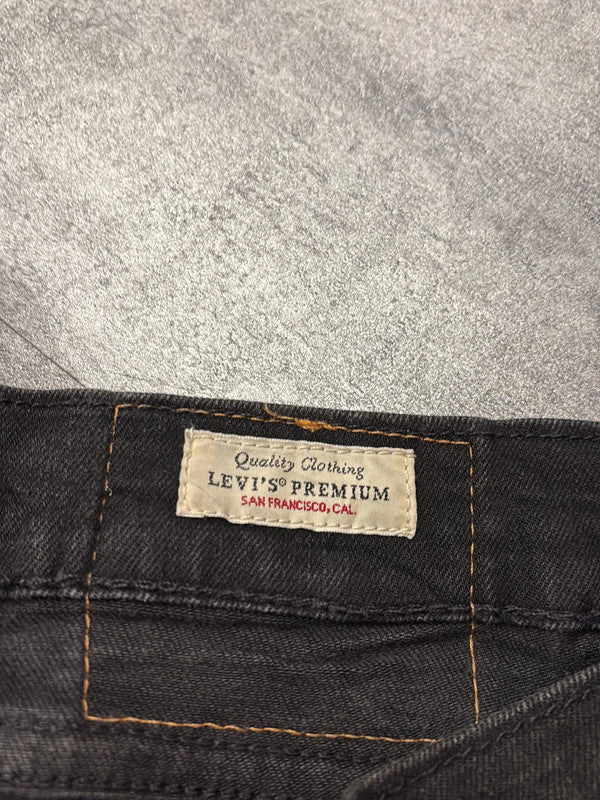 Quality Clothing
LEVI'S® PREMIUM
SAN FRANCISCO, CAL.